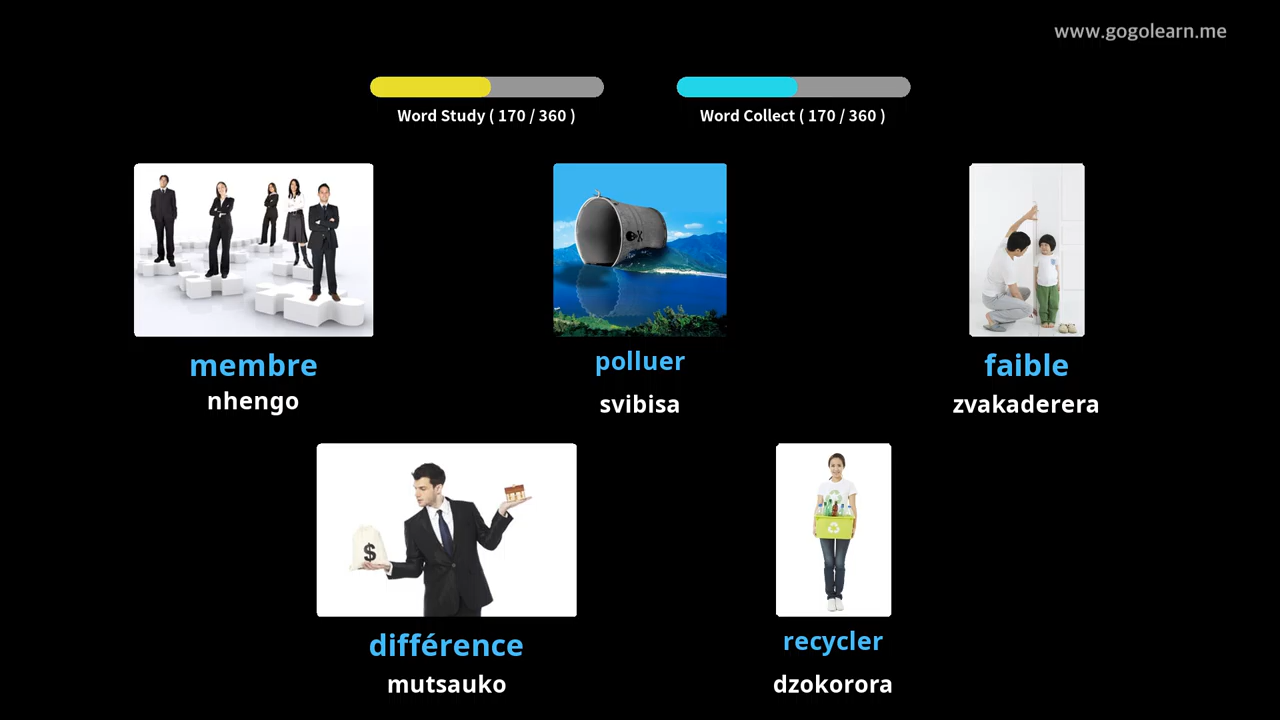 www.gogolearn.me
Word Study ( 170 / 360 )
Word Collect ( 170 / 360 )
membre
nhengo
polluer
svibisa
faible
zvakaderera
$
différence
mutsauko
recycler
dzokorora